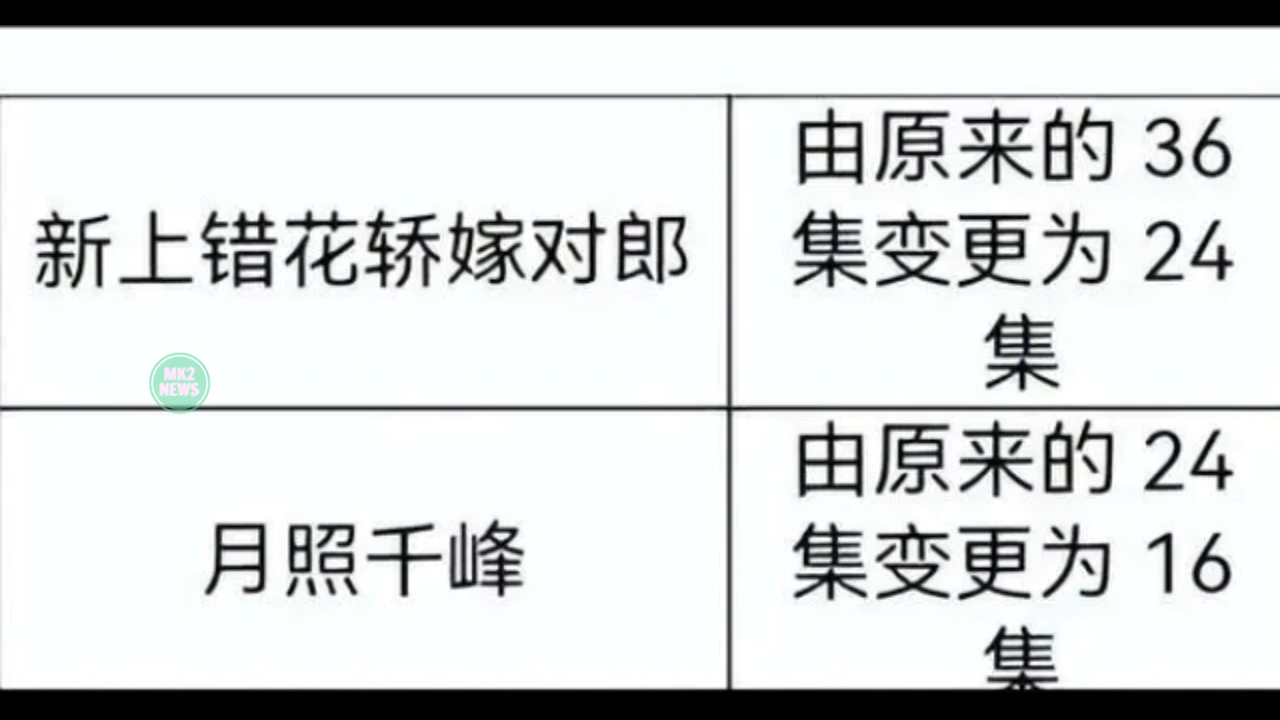 新上错花轿嫁对郎
由原来的 36
集变更为 24
集
MK2
NEWS
月照千峰
由原来的 24
集变更为 16
集